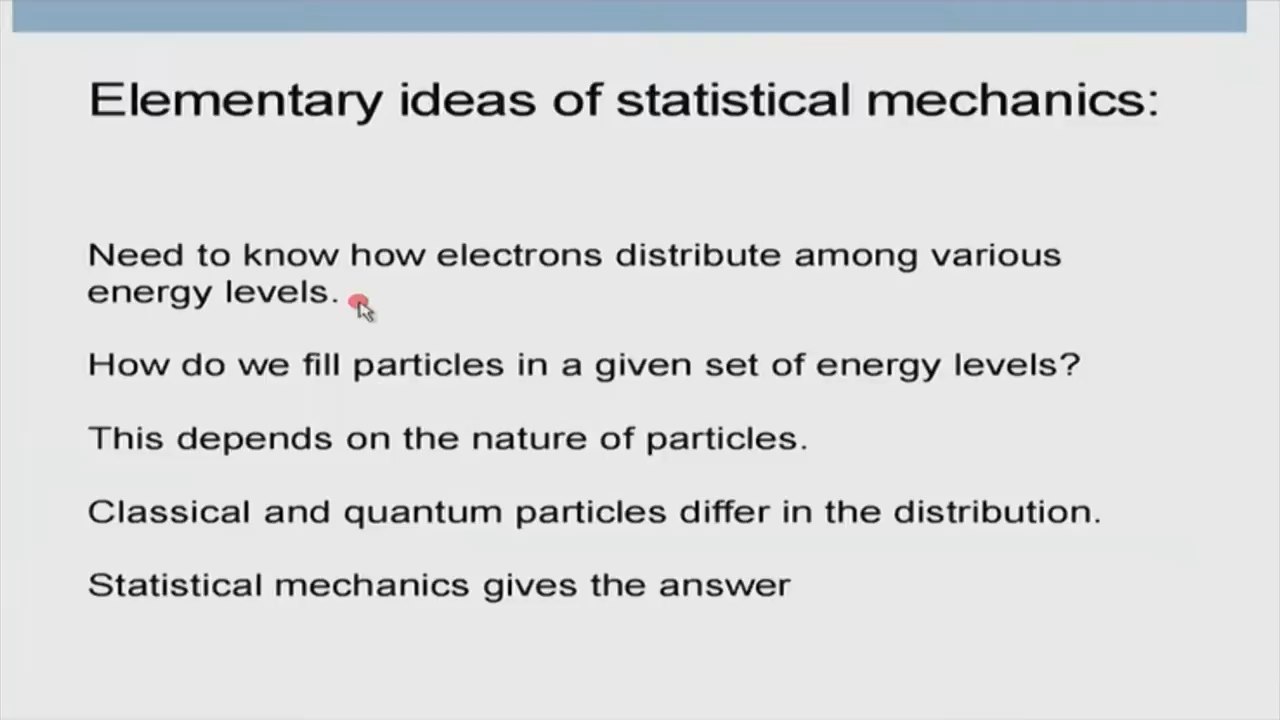 Elementary ideas of statistical mechanics:
Need to know how electrons distribute among various
energy levels.
How do we fill particles in a given set of energy levels?
This depends on the nature of particles.
Classical and quantum particles differ in the distribution.
Statistical mechanics gives the answer